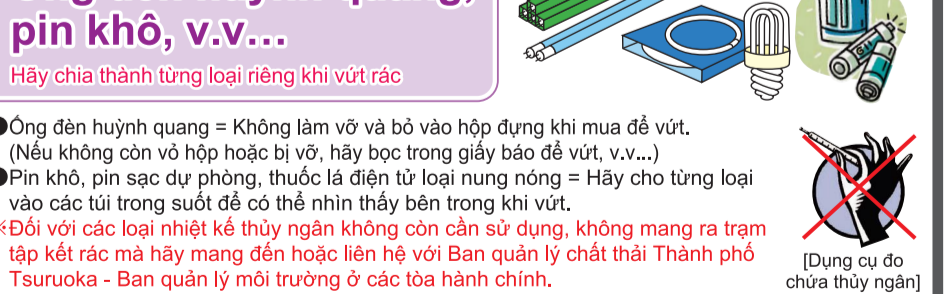 Ống đèn huỳnh quang,
pin khô, v.v...
Hãy chia thành từng loại riêng khi vứt rác
●Ống đèn huỳnh quang = Không làm vỡ và bỏ vào hộp đựng khi mua để vứt.
(Nếu không còn vỏ hộp hoặc bị vỡ, hãy bọc trong giấy báo để vứt, v.v...)
●Pin khô, pin sạc dự phòng, thuốc lá điện tử loại nung nóng = Hãy cho từng loại
vào các túi trong suốt để có thể nhìn thấy bên trong khi vứt.
※Đối với các loại nhiệt kế thủy ngân không còn cần sử dụng, không mang ra trạm
tập kết rác mà hãy mang đến hoặc liên hệ với Ban quản lý chất thải Thành phố
Tsuruoka - Ban quản lý môi trường ở các tòa hành chính.
[Dụng cụ đo
chứa thủy ngân]